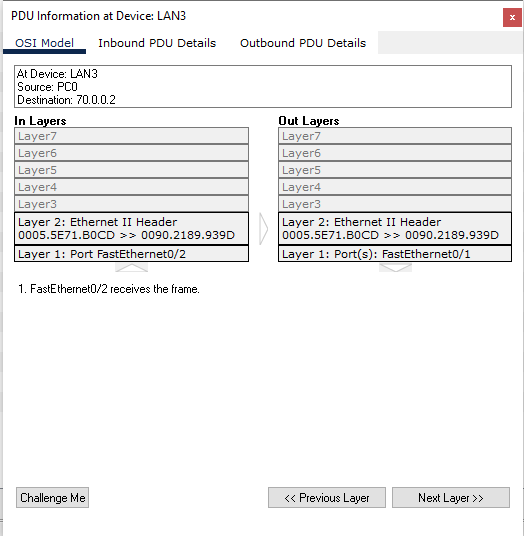 PDU Information at Device: LAN3
x
OSI Model Inbound PDU Details Outbound PDU Details
At Device: LAN3
Source: PC0
Destination: 70.0.0.2
In Layers
Layer7
Layer6
Layer5
Layer4
Layer3
Layer 2: Ethernet II Header
0005.5E71.B0CD >> 0090.2189.939D
Layer 1: Port FastEthernet0/2
Out Layers
Layer7
Layer6
Layer5
Layer4
Layer3
Layer 2: Ethernet II Header
0005.5E71.B0CD >> 0090.2189.939D
Layer 1: Port(s): FastEthernet0/1
1. FastEthernet0/2 receives the frame.
Challenge Me
<< Previous Layer
Next Layer >>